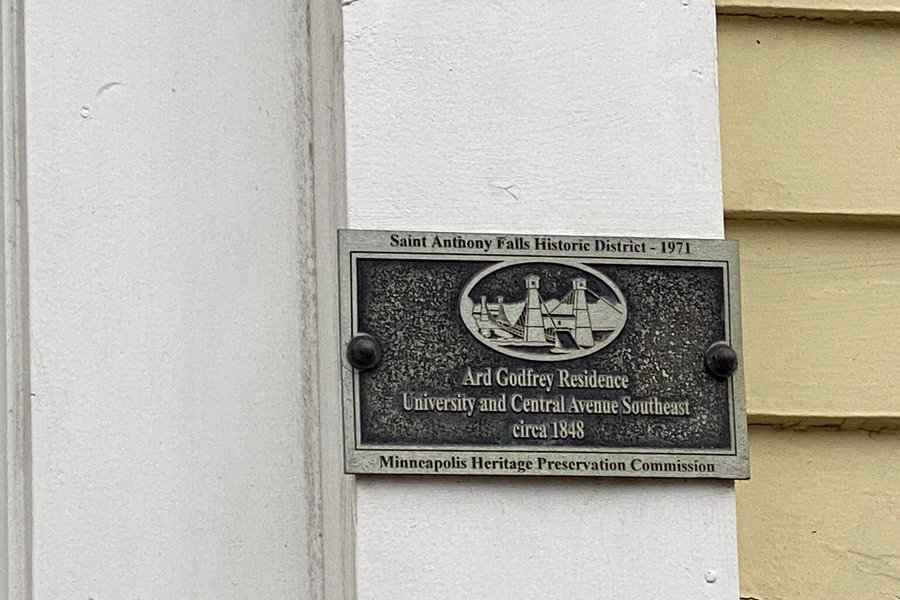 Saint Anthony Falls Historic District - 1971
Ard Godfrey Residence
University and Central Avenue Southeast
circa 1848
Minneapolis Heritage Preservation Commission